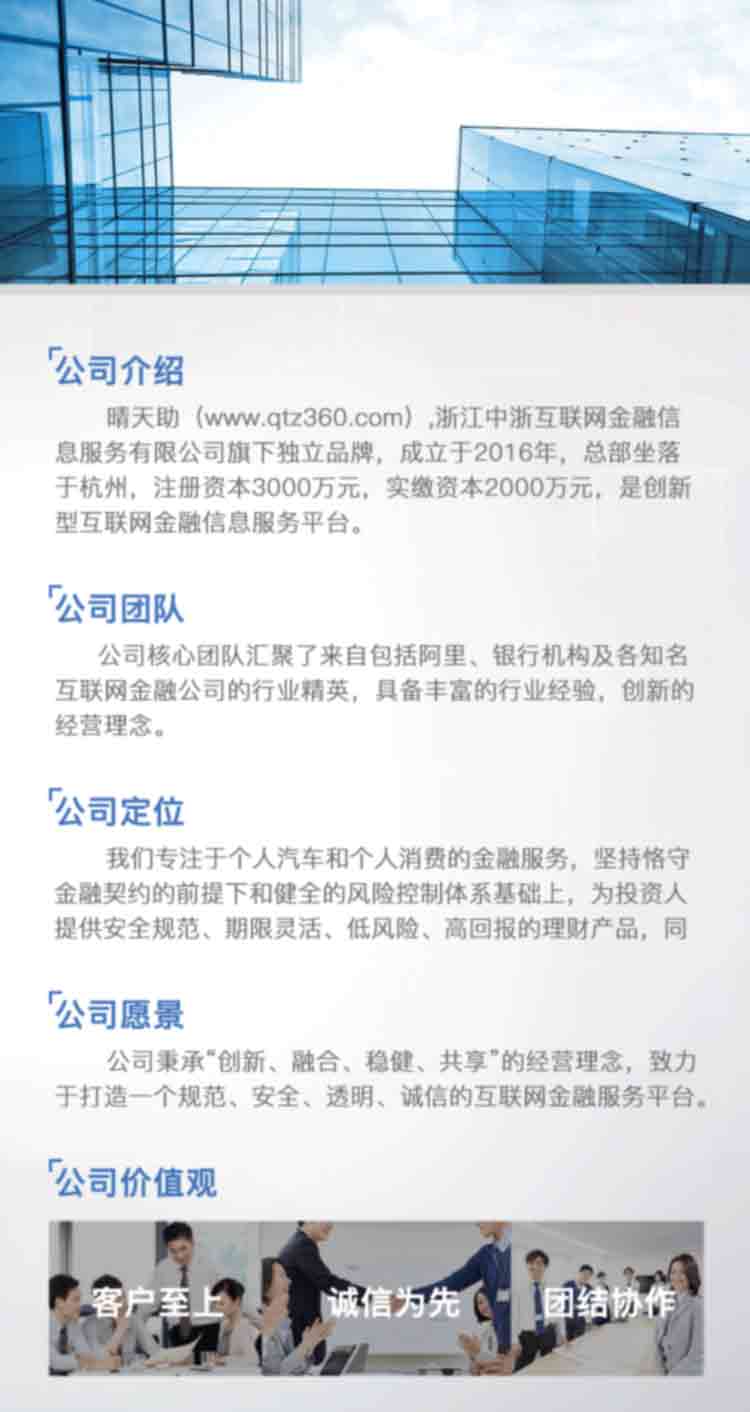 公司介绍
晴天助（www.qtz360.com）,浙江中浙互联网金融信
息服务有限公司旗下独立品牌，成立于2016年，总部坐落
于杭州，注册资本3000万元，实缴资本2000万元，是创新
型互联网金融信息服务平台。
公司团队
公司核心团队汇聚了来自包括阿里、银行机构及各知名
互联网金融公司的行业精英，具备丰富的行业经验，创新的
经营理念。
公司定位
我们专注于个人汽车和个人消费的金融服务，坚持恪守
金融契约的前提下和健全的风险控制体系基础上，为投资人
提供安全规范、期限灵活、低风险、高回报的理财产品，同
公司愿景
公司秉承“创新、融合、稳健、共享”的经营理念，致力
于打造一个规范、安全、透明、诚信的互联网金融服务平台。
公司价值观
客户至上 诚信为先 团结协作